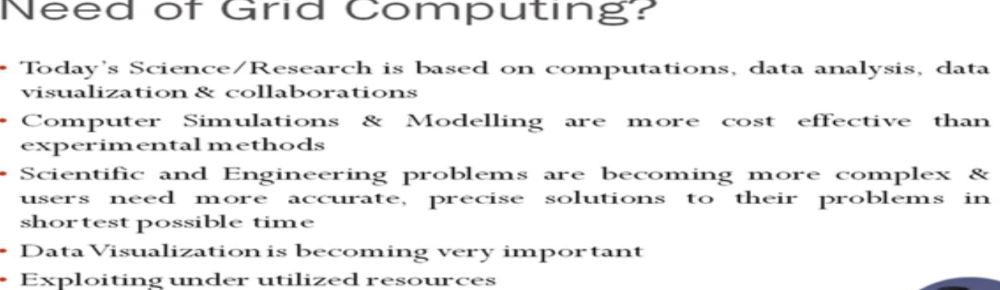 Need of Grid Computing?
• Today's Science/Research is based on computations, data analysis, data
visualization & collaborations
• Computer Simulations & Modelling are more cost effective than
experimental methods
• Scientific and Engineering problems are becoming more complex &
users need more accurate, precise solutions to their problems in
shortest possible time
• Data Visualization is becoming very important
• Exploiting under utilized resources